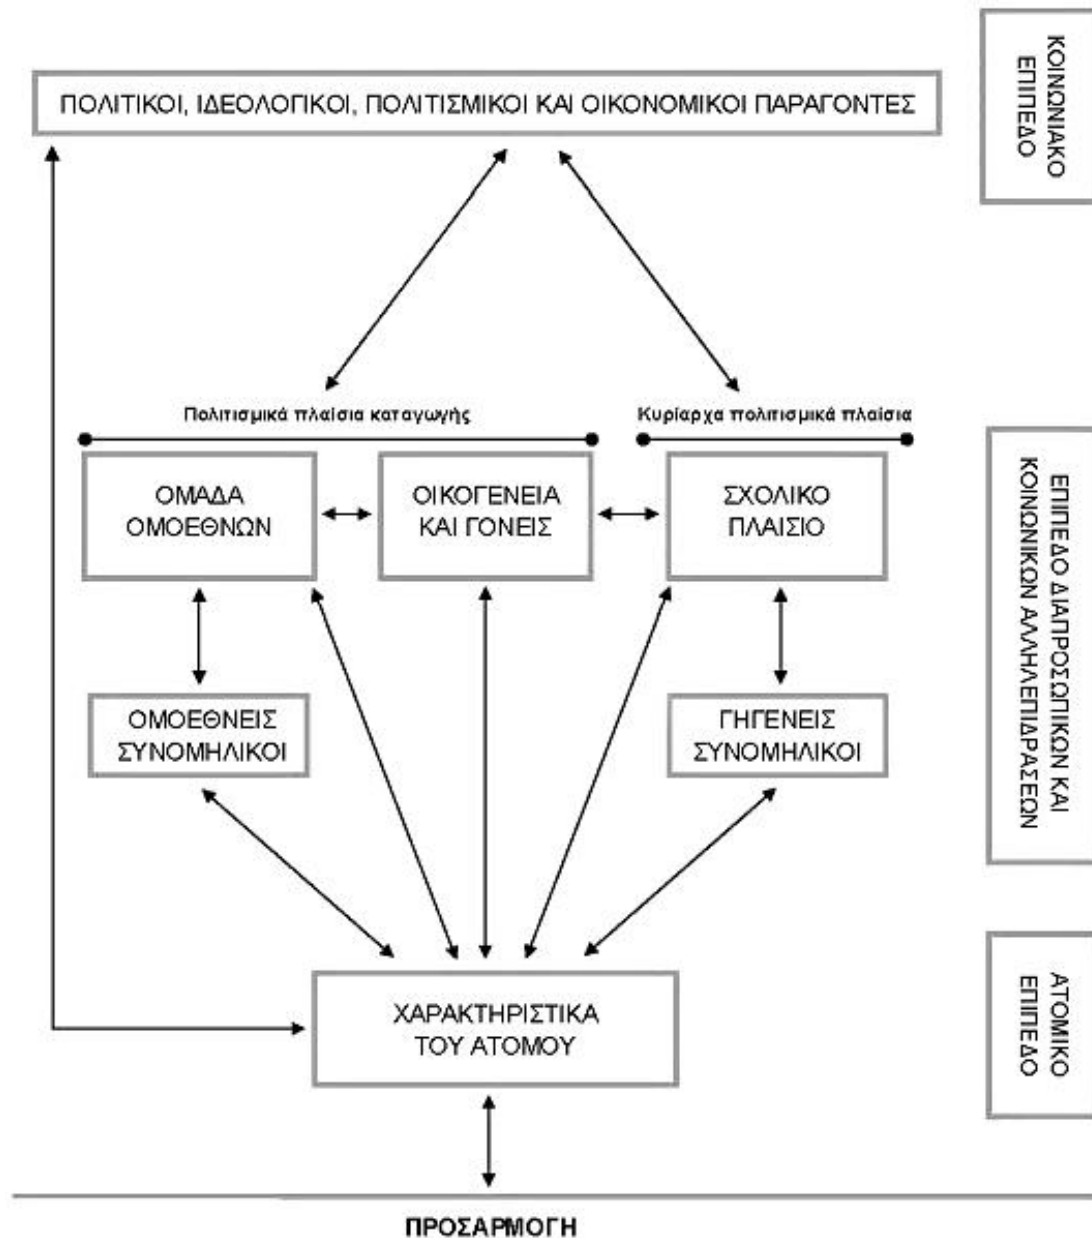 ΠΟΛΙΤΙΚΟΙ, ΙΔΕΟΛΟΓΙΚΟΙ, ΠΟΛΙΤΙΣΜΙΚΟΙ ΚΑΙ ΟΙΚΟΝΟΜΙΚΟΙ ΠΑΡΑΓΟΝΤΕΣ
ΚΟΙΝΩΝΙΑΚΟ
ΕΠΙΠΕΔΟ
Πολιτισμικά πλαίσια καταγωγής
Κυρίαρχα πολιτισμικά πλαίσια
ΟΜΑΔΑ
ΟΜΟΕΘΝΩΝ
ΟΙΚΟΓΕΝΕΙΑ
ΚΑΙ ΓΟΝΕΙΣ
ΣΧΟΛΙΚΟ
ΠΛΑΙΣΙΟ
ΕΠΙΠΕΔΟ ΔΙΑΠΡΟΣΩΠΙΚΩΝ ΚΑΙ
ΚΟΙΝΩΝΙΚΩΝ ΑΛΛΗΛΕΠΙΔΡΑΣΕΩΝ
ΟΜΟΕΘΝΕΙΣ
ΣΥΝΟΜΗΛΙΚΟΙ
ΓΗΓΕΝΕΙΣ
ΣΥΝΟΜΗΛΙΚΟΙ
ΧΑΡΑΚΤΗΡΙΣΤΙΚΑ
ΤΟΥ ΑΤΟΜΟΥ
ΑΤΟΜΙΚΟ
ΕΠΙΠΕΔΟ
ΠΡΟΣΑΡΜΟΓΗ